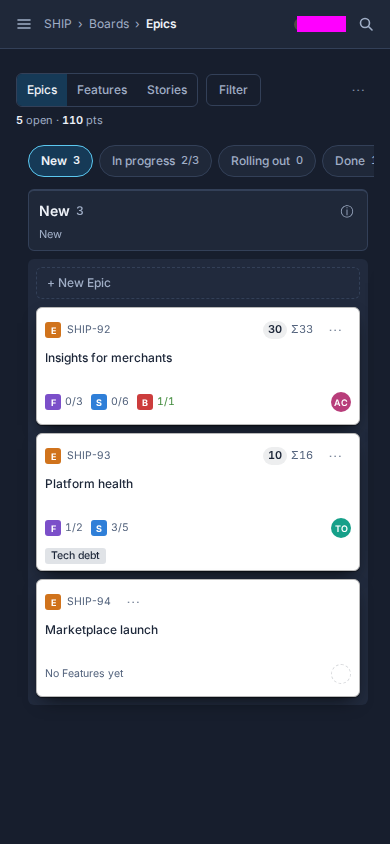 SHIP › Boards › Epics
Epics Features Stories Filter ...
5 open · 110 pts
New 3 In progress 2/3 Rolling out 0 Done
New 3
New
+ New Epic
E SHIP-92 30 Σ33 ...
Insights for merchants
F 0/3 S 0/6 B 1/1 AC
E SHIP-93 10 Σ16 ...
Platform health
F 1/2 S 3/5 TO
Tech debt
E SHIP-94 ...
Marketplace launch
No Features yet